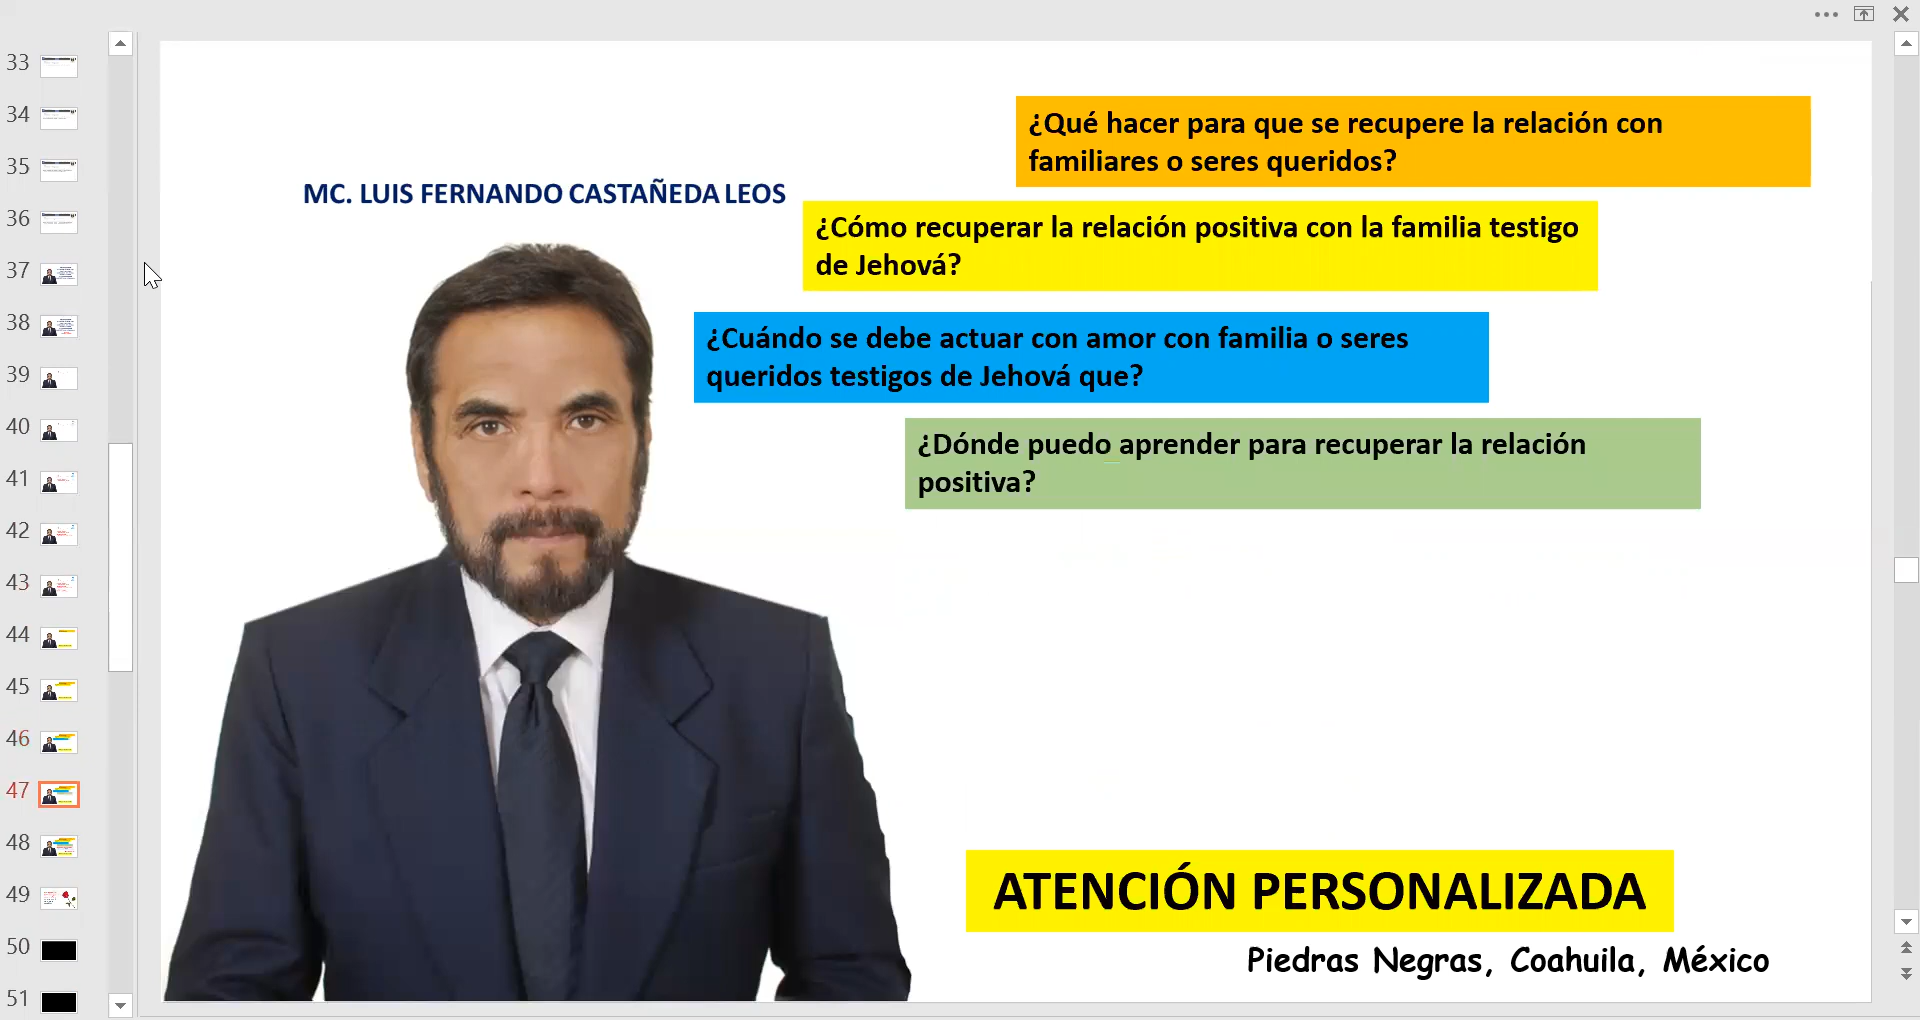 33
34
35
36
37
38
39
40
41
42
43
44
45
46
47
48
49
50
51
MC. LUIS FERNANDO CASTAÑEDA LEOS
¿Qué hacer para que se recupere la relación con
familiares o seres queridos?
¿Cómo recuperar la relación positiva con la familia testigo
de Jehová?
¿Cuándo se debe actuar con amor con familia o seres
queridos testigos de Jehová que?
¿Dónde puedo aprender para recuperar la relación
positiva?
ATENCIÓN PERSONALIZADA
Piedras Negras, Coahuila, México